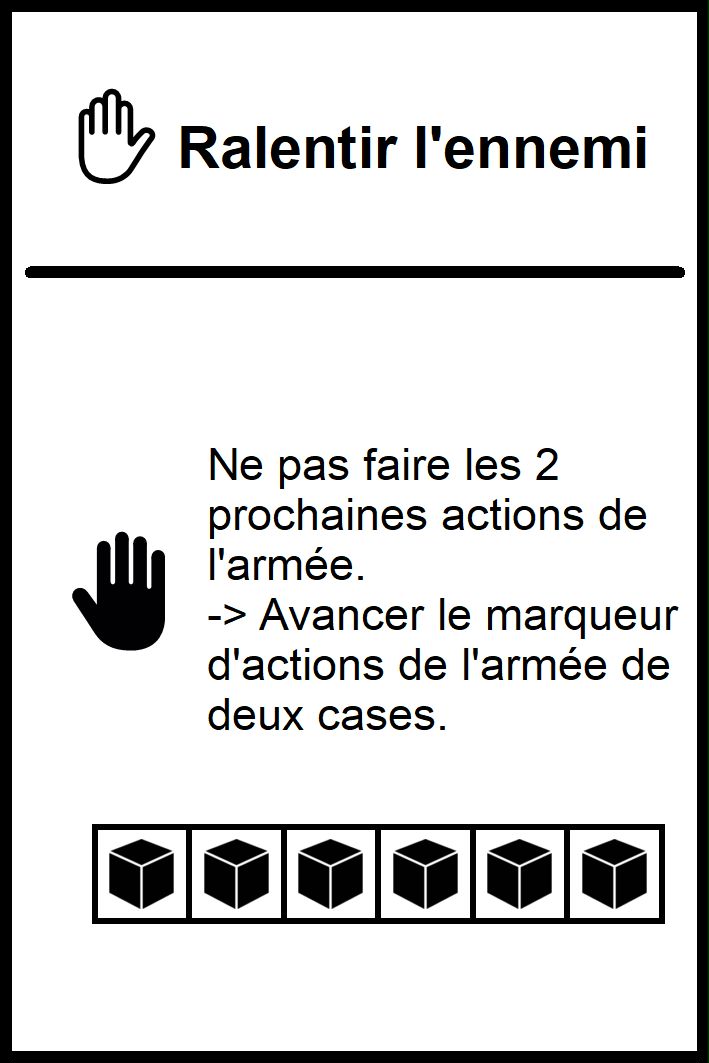 Ralentir l'ennemi
Ne pas faire les 2
prochaines actions de
l'armée.
-> Avancer le marqueur
d'actions de l'armée de
deux cases.